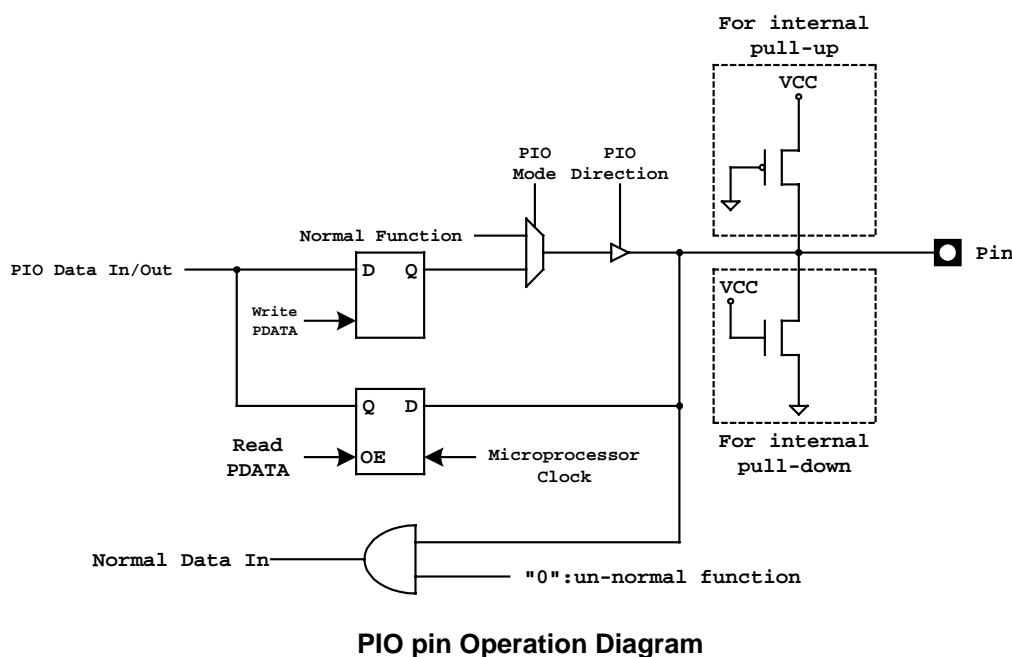 For internal
pull-up
VCC
PIO
Mode
PIO
Direction
Normal Function
PIO Data In/Out
D
Q
Pin
Write
PDATA
VCC
Q
D
Read
PDATA
OE
Microprocessor
Clock
For internal
pull-down
Normal Data In
"0":un-normal function
PIO pin Operation Diagram